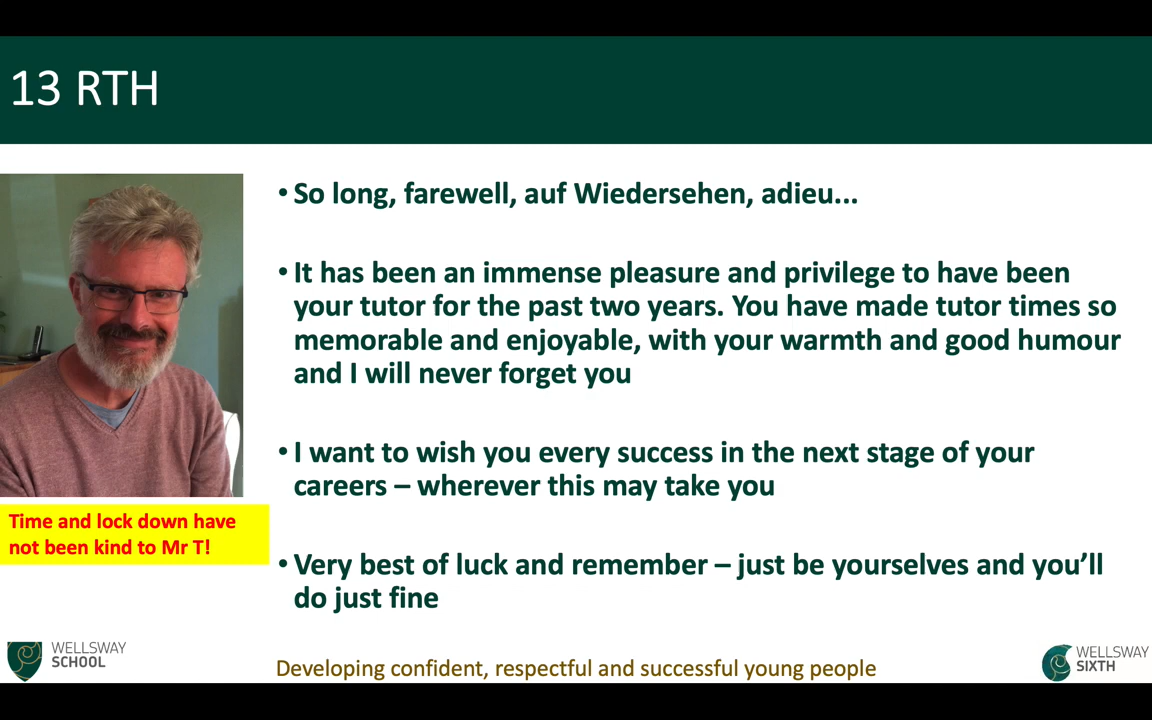 13 RTH
• So long, farewell, auf Wiedersehen, adieu...
• It has been an immense pleasure and privilege to have been
your tutor for the past two years. You have made tutor times so
memorable and enjoyable, with your warmth and good humour
and I will never forget you
• I want to wish you every success in the next stage of your
careers – wherever this may take you
Time and lock down have
not been kind to Mr T!
• Very best of luck and remember – just be yourselves and you’ll
do just fine
WELLSWAY
SCHOOL
Developing confident, respectful and successful young people
WELLSWAY
SIXTH